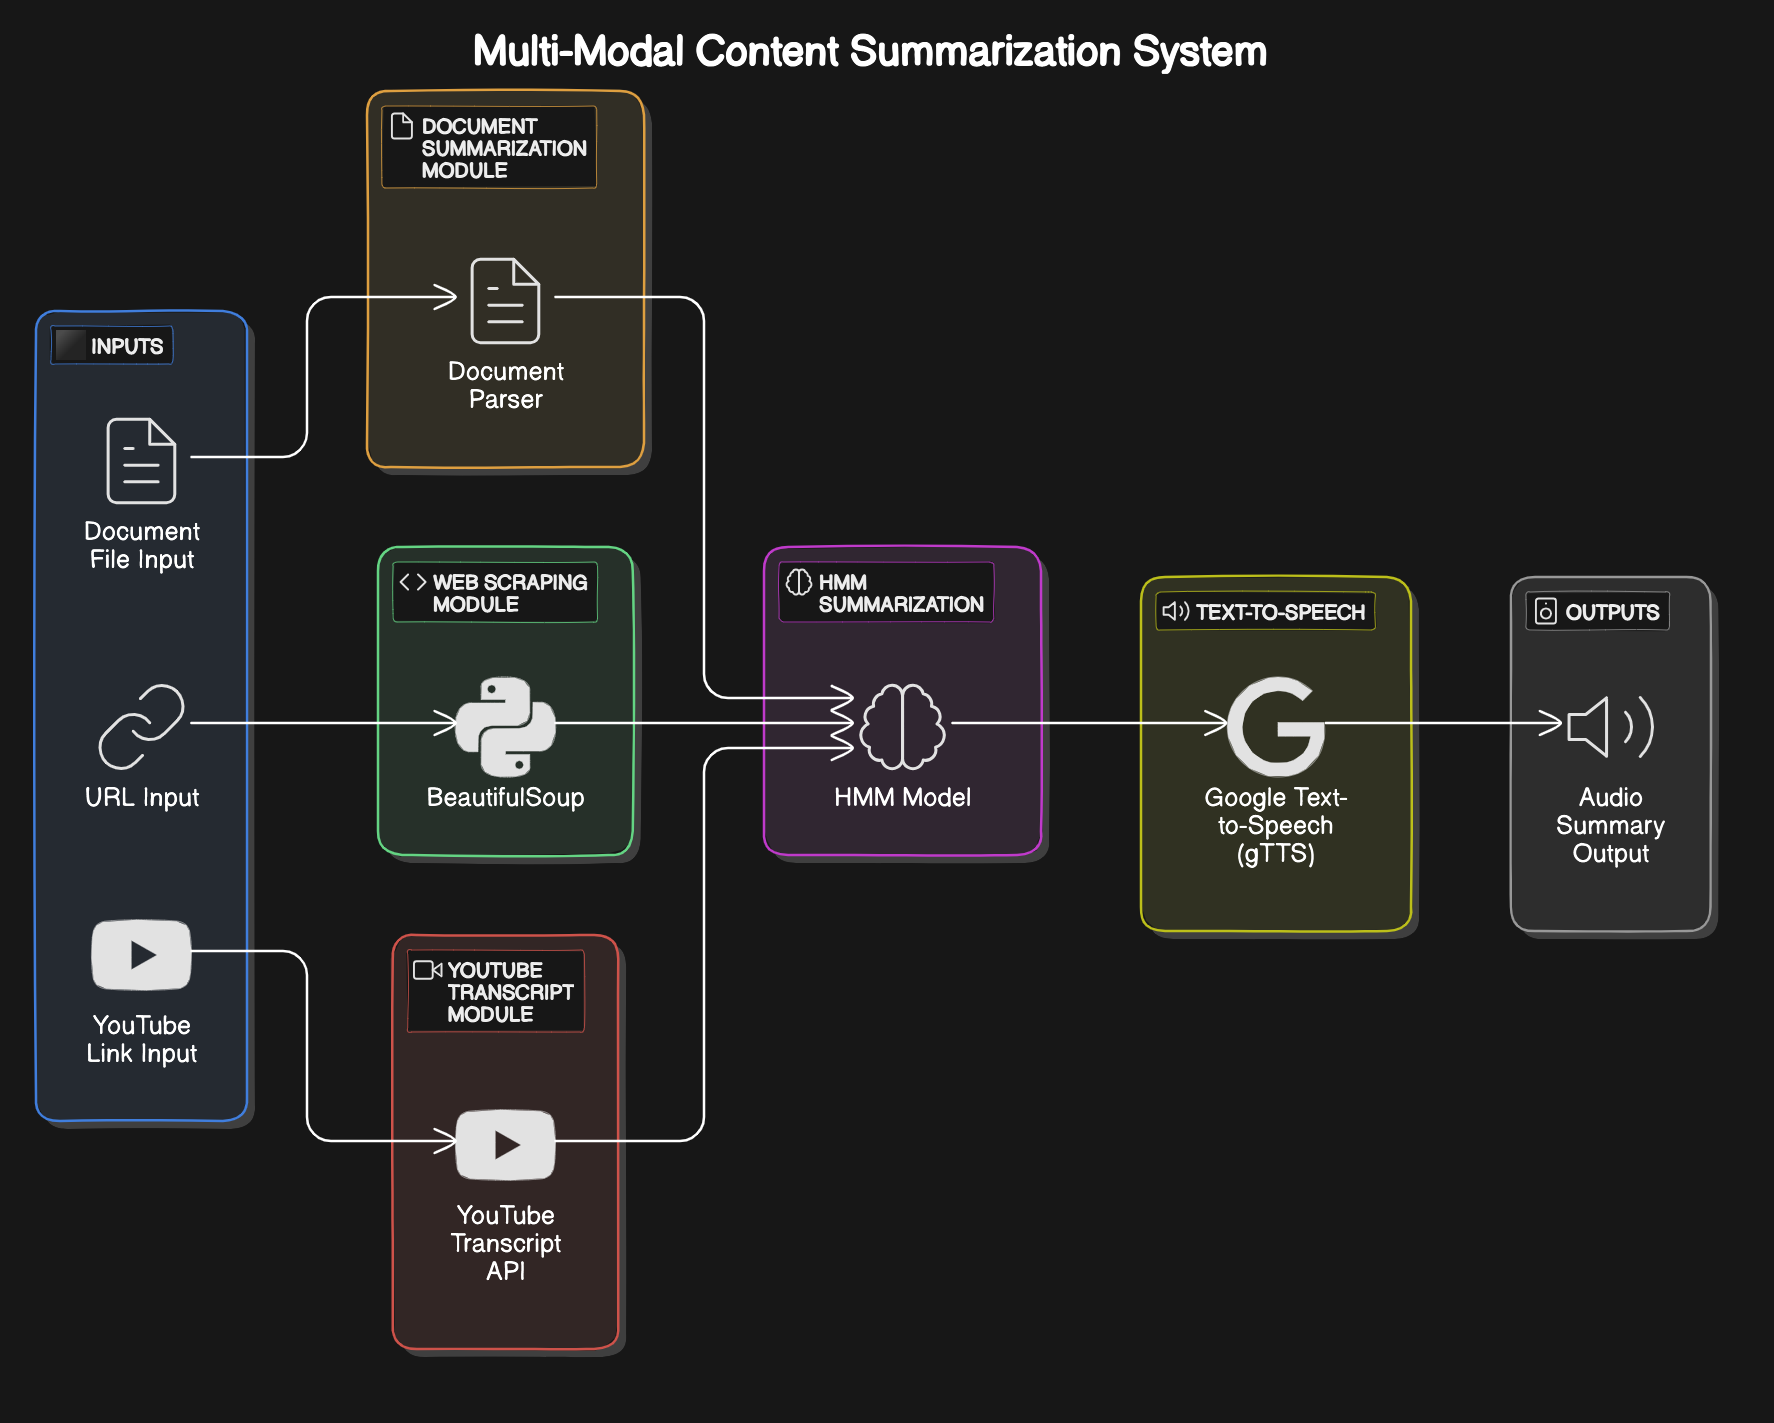 Multi-Modal Content Summarization System
DOCUMENT
SUMMARIZATION
MODULE
Document
Parser
INPUTS
Document
File Input
URL Input
YouTube
Link Input
WEB SCRAPING
MODULE
BeautifulSoup
YOUTUBE
TRANSCRIPT
MODULE
YouTube
Transcript
API
HMM
SUMMARIZATION
HMM Model
TEXT-TO-SPEECH
Google Text-
to-Speech
(gTTS)
OUTPUTS
Audio
Summary
Output